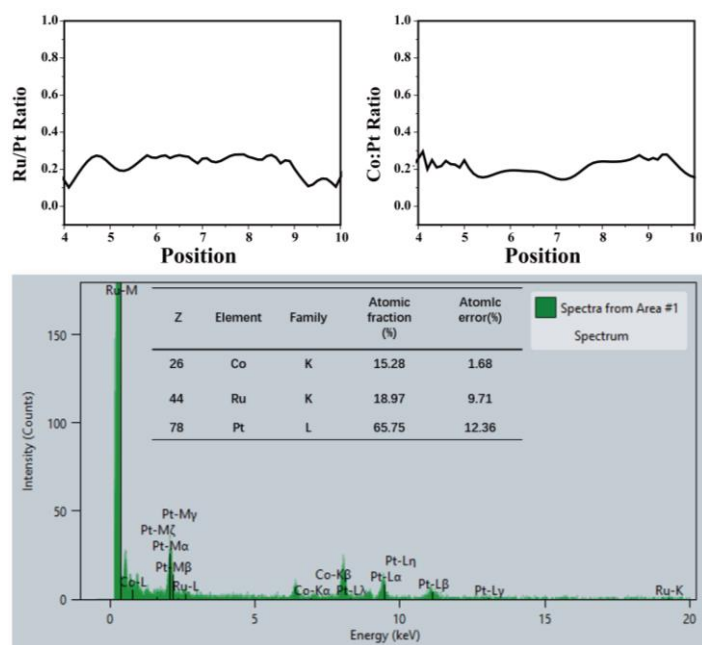 Ru/Pt Ratio
1.0
0.8
0.6
0.4
0.2
0.0
4 5 6 7 8 9 10
Position
Co:Pt Ratio
1.0
0.8
0.6
0.4
0.2
0.0
4 5 6 7 8 9 10
Position
Intensity (Counts)
150
100
50
0
Ru-M
Z Element Family Atomic fraction (%) Atomlc error(%)
26 Co K 15.28 1.68
44 Ru K 18.97 9.71
78 Pt L 65.75 12.36
Spectra from Area #1
Spectrum
Pt-Mγ
Pt-Mζ
Pt-Mα
Pt-Mβ
Co-L
Ru-L
Co-Kβ
Co-Kα
Pt-Lλ
Pt-Lη
Pt-Lα
Pt-Lβ
Pt-Lγ
Ru-K
0 5 10 15 20
Energy (keV)